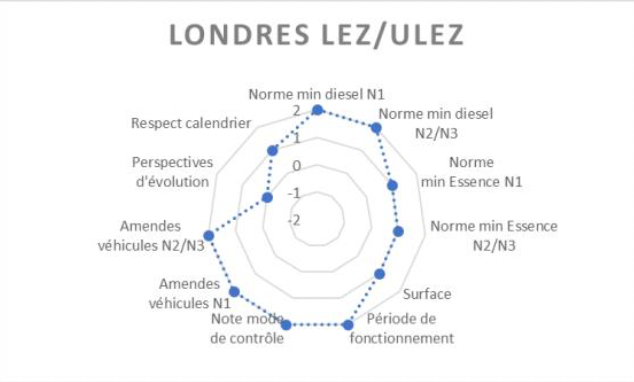 LONDRES LEZ/ULEZ
Norme min diesel N1
Norme min diesel
N2/N3
Norme
min Essence N1
Norme min Essence
N2/N3
Surface
Période de
fonctionnement
Note mode
de contrôle
Amendes
véhicules N1
Amendes
véhicules N2/N3
Perspectives
d'évolution
Respect calendrier
2
1
0
-1
-2